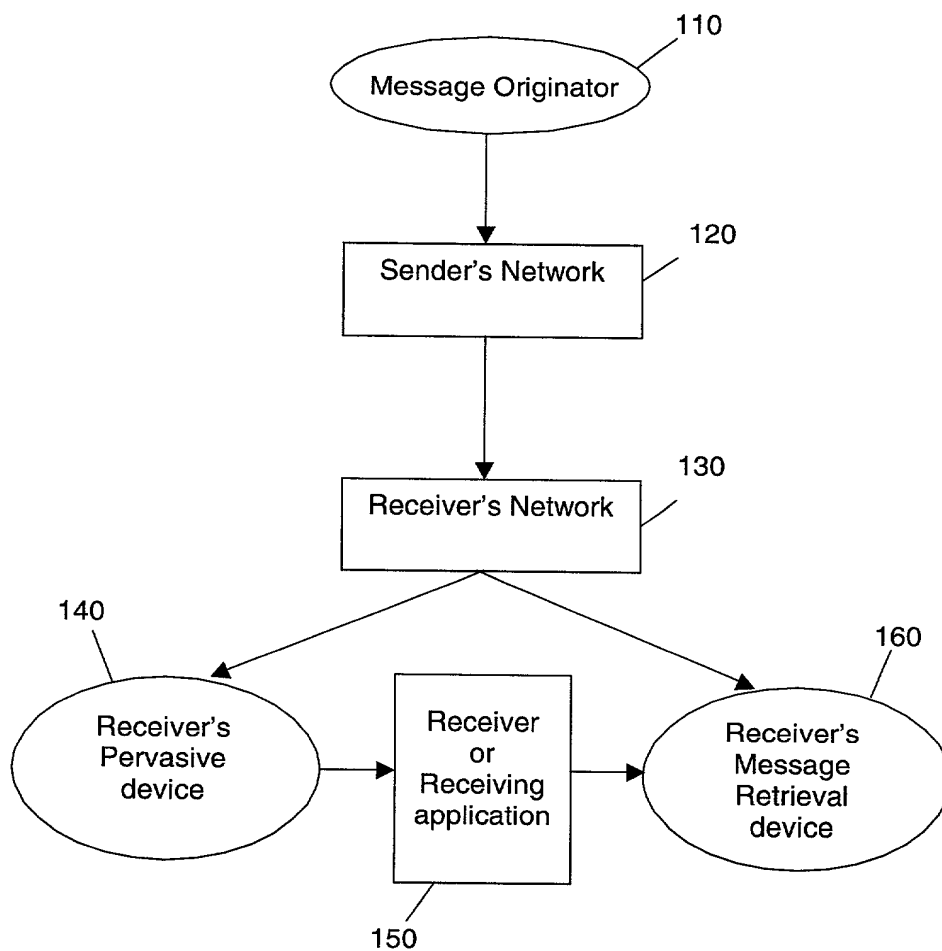 110
Message Originator
120
Sender's Network
130
Receiver's Network
140
160
Receiver's
Pervasive
device
Receiver
or
Receiving
application
Receiver's
Message
Retrieval
device
150